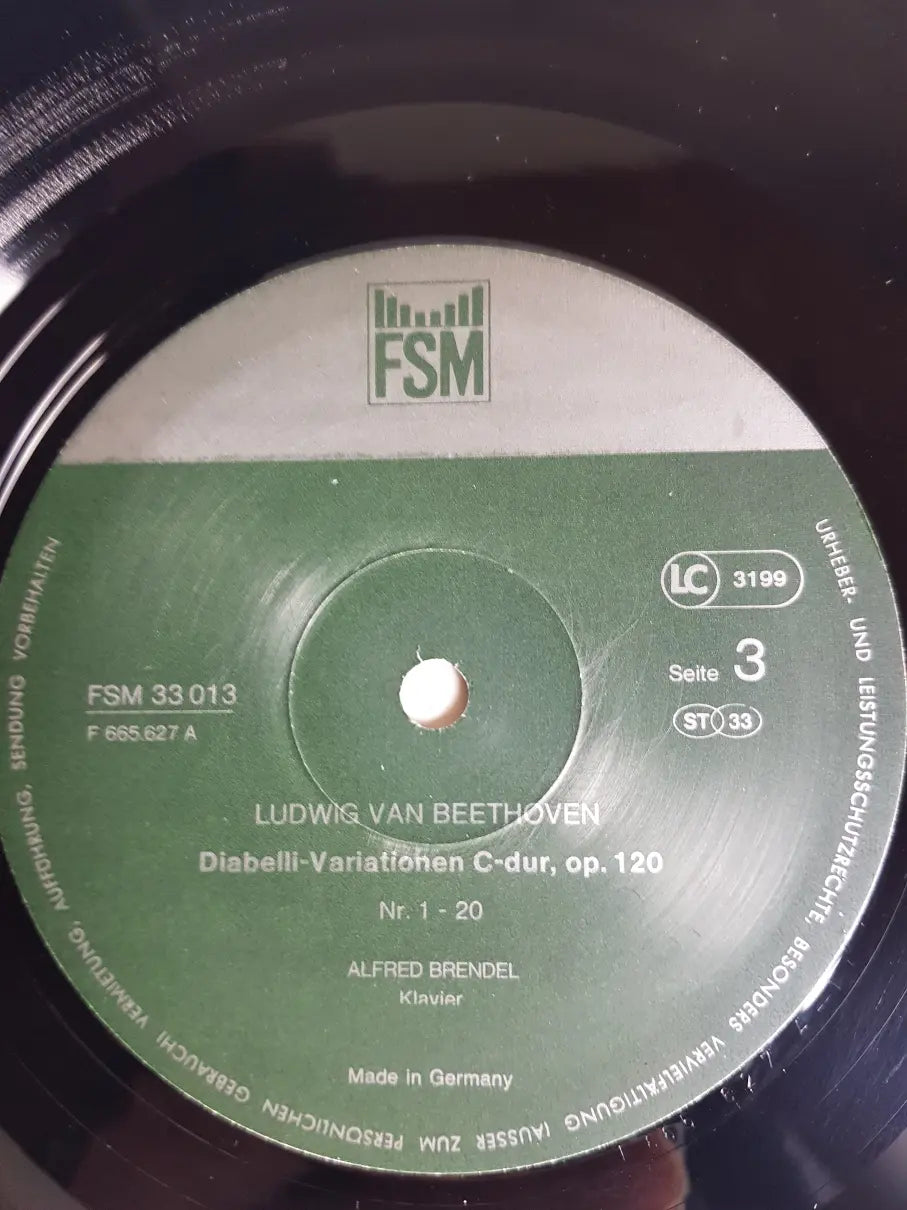 FSM
LC 3199
Seite 3
ST 33
FSM 33 013
F 665.627 A
LUDWIG VAN BEETHOVEN
Diabelli-Variationen C-dur, op. 120
Nr. 1 - 20
ALFRED BRENDEL
Klavier
Made in Germany
URHEBER- UND LEISTUNGSSCHUTZRECHTE, BESONDERS VERVIELFÄLTIGUNG (AUSSER ZUM PERSÖNLICHEN GEBRAUCH) VERMIETUNG, AUFFÜHRUNG, SENDUNG VORBEHALTEN